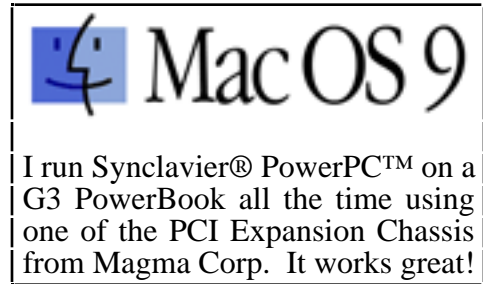 Mac OS 9
I run Synclavier® PowerPC™ on a
G3 PowerBook all the time using
one of the PCI Expansion Chassis
from Magma Corp.  It works great!